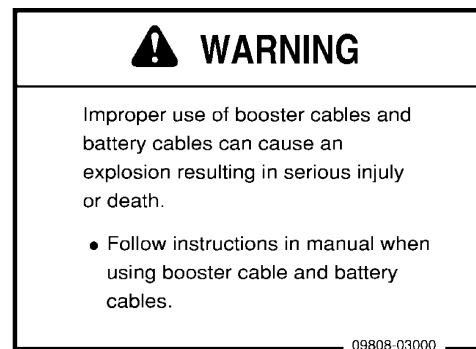 WARNING
Improper use of booster cables and
battery cables can cause an
explosion resulting in serious injuly
or death.
• Follow instructions in manual when
using booster cable and battery
cables.
09808-03000